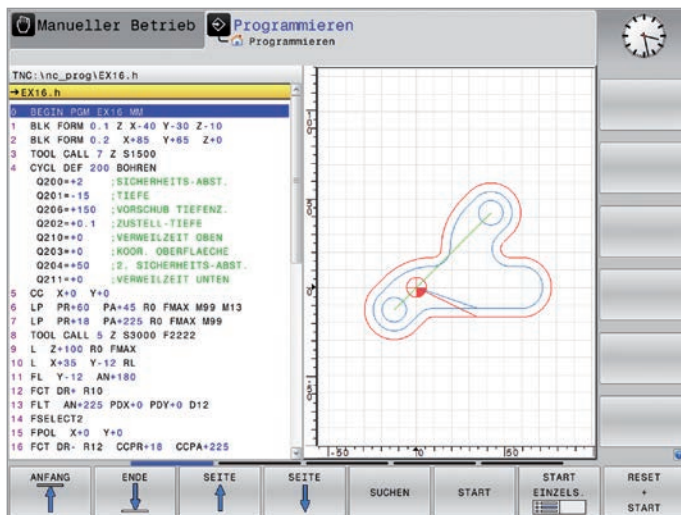 Manueller Betrieb
Programmieren
Programmieren
TNC:\nc_prog\EX16.h
→EX16.h
0 BEGIN PGM EX16 MM
1 BLK FORM 0.1 Z X-40 Y-30 Z-10
2 BLK FORM 0.2 X+85 Y+65 Z+0
3 TOOL CALL 7 Z S1500
4 CYCL DEF 200 BOHREN
Q200=+2 ;SICHERHEITS-ABST.
Q201=-15 ;TIEFE
Q206=+150 ;VORSCHUB TIEFENZ.
Q202=+0.1 ;ZUSTELL-TIEFE
Q210=+0 ;VERWEILZEIT OBEN
Q203=+0 ;KOOR. OBERFLAECHE
Q204=+50 ;2. SICHERHEITS-ABST.
Q211=+0 ;VERWEILZEIT UNTEN
5 CC X+0 Y+0
6 LP PR+60 PA+45 R0 FMAX M99 M13
7 LP PR+18 PA+225 R0 FMAX M99
8 TOOL CALL 5 Z S3000 F2222
9 L Z+100 R0 FMAX
10 L X+35 Y-12 RL
11 FL Y-12 AN+180
12 FCT DR+ R10
13 FLT AN+225 PDX+0 PDY+0 D12
14 FSELECT2
15 FPOL X+0 Y+0
16 FCT DR- R12 CCPR+18 CCPA+225
-50
50
ANFANG
ENDE
SEITE
SEITE
SUCHEN
START
START
EINZELS.
RESET
+
START